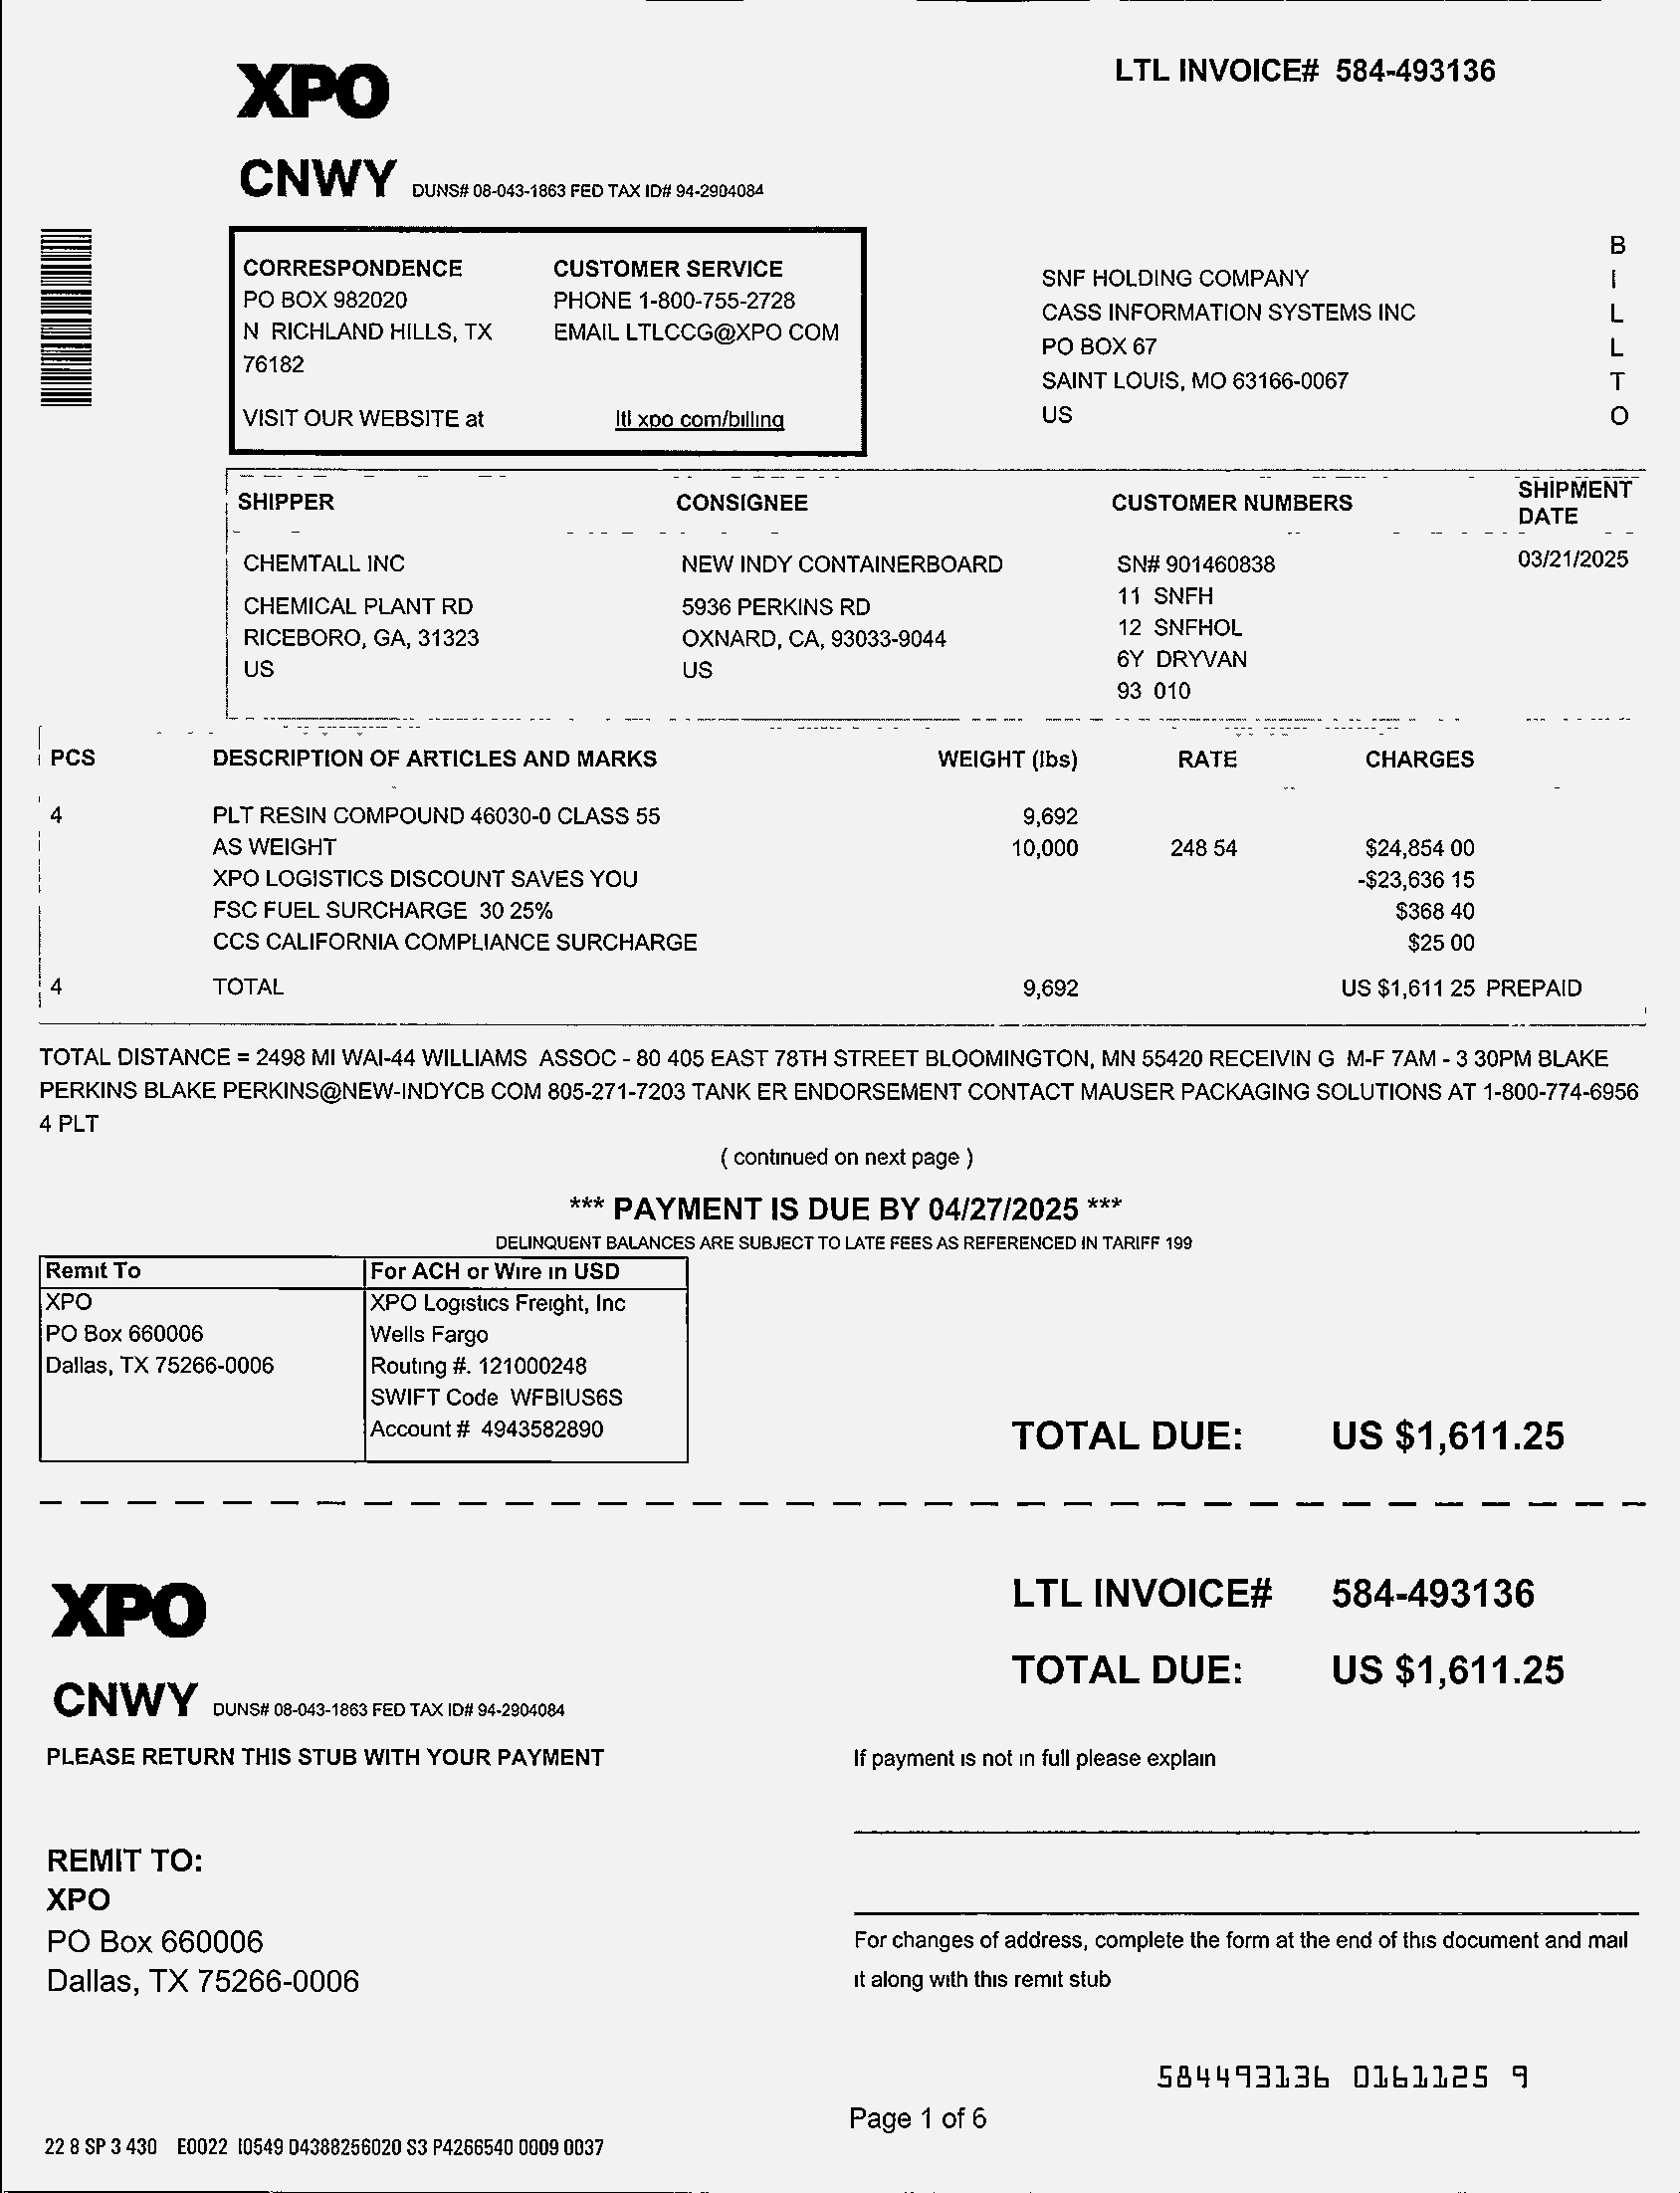 XPO
LTL INVOICE# 584-493136
CNWY DUNS# 08-043-1863 FED TAX ID# 94-2904084
CORRESPONDENCE
PO BOX 982020
N RICHLAND HILLS, TX
76182
CUSTOMER SERVICE
PHONE 1-800-755-2728
EMAIL LTLCCG@XPO COM
VISIT OUR WEBSITE at ltl xpo com/billing
SNF HOLDING COMPANY
CASS INFORMATION SYSTEMS INC
PO BOX 67
SAINT LOUIS, MO 63166-0067
US
B
I
L
L
T
O
SHIPPER
CHEMTALL INC
CHEMICAL PLANT RD
RICEBORO, GA, 31323
US
CONSIGNEE
NEW INDY CONTAINERBOARD
5936 PERKINS RD
OXNARD, CA, 93033-9044
US
CUSTOMER NUMBERS
SN# 901460838
11 SNFH
12 SNFHOL
6Y DRYVAN
93 010
SHIPMENT
DATE
03/21/2025
PCS DESCRIPTION OF ARTICLES AND MARKS WEIGHT (lbs) RATE CHARGES
4 PLT RESIN COMPOUND 46030-0 CLASS 55 9,692
AS WEIGHT 10,000 248 54 $24,854 00
XPO LOGISTICS DISCOUNT SAVES YOU -$23,636 15
FSC FUEL SURCHARGE 30 25% $368 40
CCS CALIFORNIA COMPLIANCE SURCHARGE $25 00
4 TOTAL 9,692 US $1,611 25 PREPAID
TOTAL DISTANCE = 2498 MI WAI-44 WILLIAMS ASSOC - 80 405 EAST 78TH STREET BLOOMINGTON, MN 55420 RECEIVIN G M-F 7AM - 3 30PM BLAKE
PERKINS BLAKE PERKINS@NEW-INDYCB COM 805-271-7203 TANK ER ENDORSEMENT CONTACT MAUSER PACKAGING SOLUTIONS AT 1-800-774-6956
4 PLT
( continued on next page )
*** PAYMENT IS DUE BY 04/27/2025 ***
DELINQUENT BALANCES ARE SUBJECT TO LATE FEES AS REFERENCED IN TARIFF 199
Remit To
XPO
PO Box 660006
Dallas, TX 75266-0006
For ACH or Wire in USD
XPO Logistics Freight, Inc
Wells Fargo
Routing #. 121000248
SWIFT Code WFBIUS6S
Account # 4943582890
TOTAL DUE: US $1,611.25
XPO
LTL INVOICE# 584-493136
TOTAL DUE: US $1,611.25
CNWY DUNS# 08-043-1863 FED TAX ID# 94-2904084
PLEASE RETURN THIS STUB WITH YOUR PAYMENT
If payment is not in full please explain
REMIT TO:
XPO
PO Box 660006
Dallas, TX 75266-0006
For changes of address, complete the form at the end of this document and mail
it along with this remit stub
584493136 0161125 9
Page 1 of 6
22 8 SP 3 430 E0022 I0549 D4388256020 S3 P4266540 0009 0037